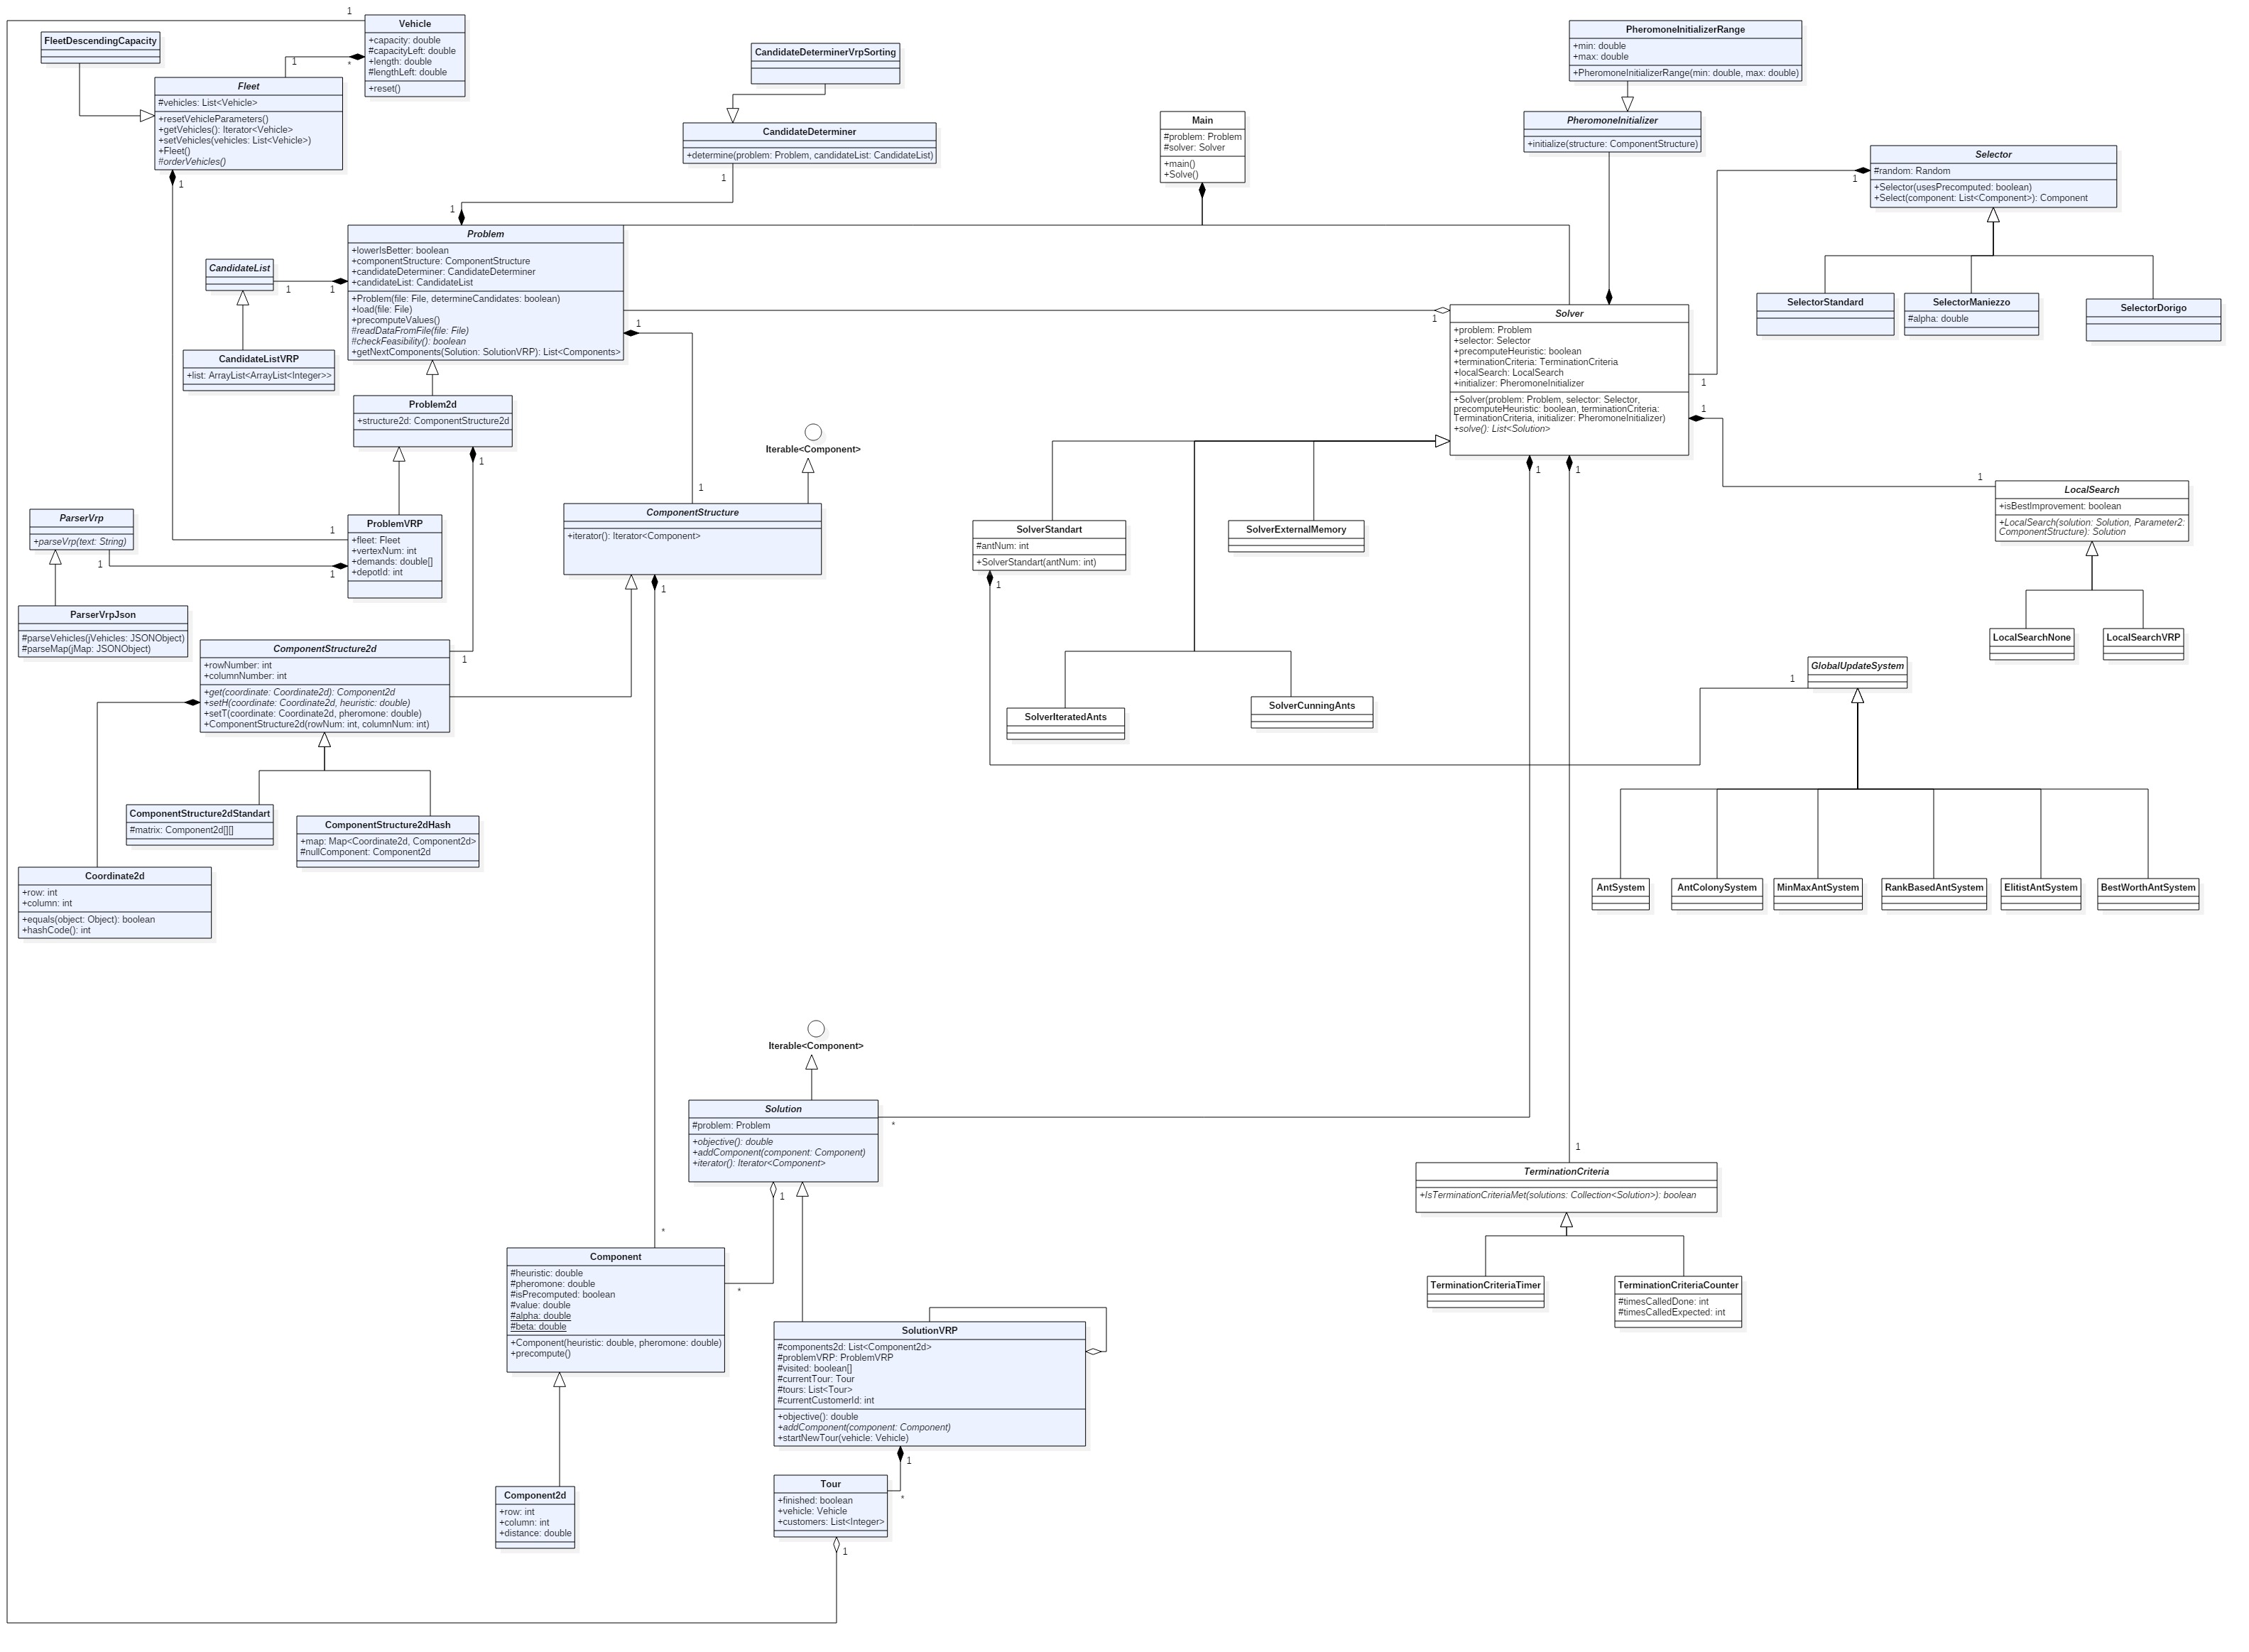 1
Vehicle
+capacity: double
#capacityLeft: double
+length: double
#lengthLeft: double
+reset()
1
*
FleetDescendingCapacity
Fleet
#vehicles: List<Vehicle>
+resetVehicleParameters()
+getVehicles(): Iterator<Vehicle>
+setVehicles(vehicles: List<Vehicle>)
+Fleet()
#orderVehicles()
1
CandidateDeterminerVrpSorting
CandidateDeterminer
+determine(problem: Problem, candidateList: CandidateList)
1
1
Main
#problem: Problem
#solver: Solver
+main()
+Solve()
PheromoneInitializerRange
+min: double
+max: double
+PheromoneInitializerRange(min: double, max: double)
PheromoneInitializer
+initialize(structure: ComponentStructure)
Selector
#random: Random
+Selector(usesPrecomputed: boolean)
+Select(component: List<Component>): Component
1
SelectorStandard
SelectorManiezzo
#alpha: double
SelectorDorigo
Problem
+lowerIsBetter: boolean
+componentStructure: ComponentStructure
+candidateDeterminer: CandidateDeterminer
+candidateList: CandidateList
+Problem(file: File, determineCandidates: boolean)
+load(file: File)
+precomputeValues()
#readDataFromFile(file: File)
#checkFeasibility(): boolean
+getNextComponents(Solution: SolutionVRP): List<Components>
CandidateList
1
1
1
1
CandidateListVRP
+list: ArrayList<ArrayList<Integer>>
Solver
+problem: Problem
+selector: Selector
+precomputeHeuristic: boolean
+terminationCriteria: TerminationCriteria
+localSearch: LocalSearch
+initializer: PheromoneInitializer
+Solver(problem: Problem, selector: Selector,
precomputeHeuristic: boolean, terminationCriteria:
TerminationCriteria, initializer: PheromoneInitializer)
+solve(): List<Solution>
1
1
1
1
Problem2d
+structure2d: ComponentStructure2d
1
Iterable<Component>
1
ComponentStructure
+iterator(): Iterator<Component>
1
ParserVrp
+parseVrp(text: String)
1
1
1
ProblemVRP
+fleet: Fleet
+vertexNum: int
+demands: double[]
+depotId: int
ParserVrpJson
#parseVehicles(jVehicles: JSONObject)
#parseMap(jMap: JSONObject)
SolverStandart
#antNum: int
+SolverStandart(antNum: int)
1
SolverExternalMemory
1
LocalSearch
+isBestImprovement: boolean
+LocalSearch(solution: Solution, Parameter2:
ComponentStructure): Solution
LocalSearchNone
LocalSearchVRP
ComponentStructure2d
+rowNumber: int
+columnNumber: int
+get(coordinate: Coordinate2d): Component2d
+setH(coordinate: Coordinate2d, heuristic: double)
+setT(coordinate: Coordinate2d, pheromone: double)
+ComponentStructure2d(rowNum: int, columnNum: int)
1
SolverIteratedAnts
SolverCunningAnts
1
GlobalUpdateSystem
ComponentStructure2dStandart
#matrix: Component2d[][]
ComponentStructure2dHash
+map: Map<Coordinate2d, Component2d>
#nullComponent: Component2d
Coordinate2d
+row: int
+column: int
+equals(object: Object): boolean
+hashCode(): int
AntSystem
AntColonySystem
MinMaxAntSystem
RankBasedAntSystem
ElitistAntSystem
BestWorthAntSystem
Iterable<Component>
Solution
#problem: Problem
+objective(): double
+addComponent(component: Component)
+iterator(): Iterator<Component>
*
1
1
TerminationCriteria
+IsTerminationCriteriaMet(solutions: Collection<Solution>): boolean
TerminationCriteriaTimer
TerminationCriteriaCounter
#timesCalledDone: int
#timesCalledExpected: int
*
Component
#heuristic: double
#pheromone: double
#isPrecomputed: boolean
#value: double
#alpha: double
#beta: double
+Component(heuristic: double, pheromone: double)
+precompute()
*
SolutionVRP
#components2d: List<Component2d>
#problemVRP: ProblemVRP
#visited: boolean[]
#currentTour: Tour
#tours: List<Tour>
#currentCustomerId: int
+objective(): double
+addComponent(component: Component)
+startNewTour(vehicle: Vehicle)
1
*
Component2d
+row: int
+column: int
+distance: double
Tour
+finished: boolean
+vehicle: Vehicle
+customers: List<Integer>
1